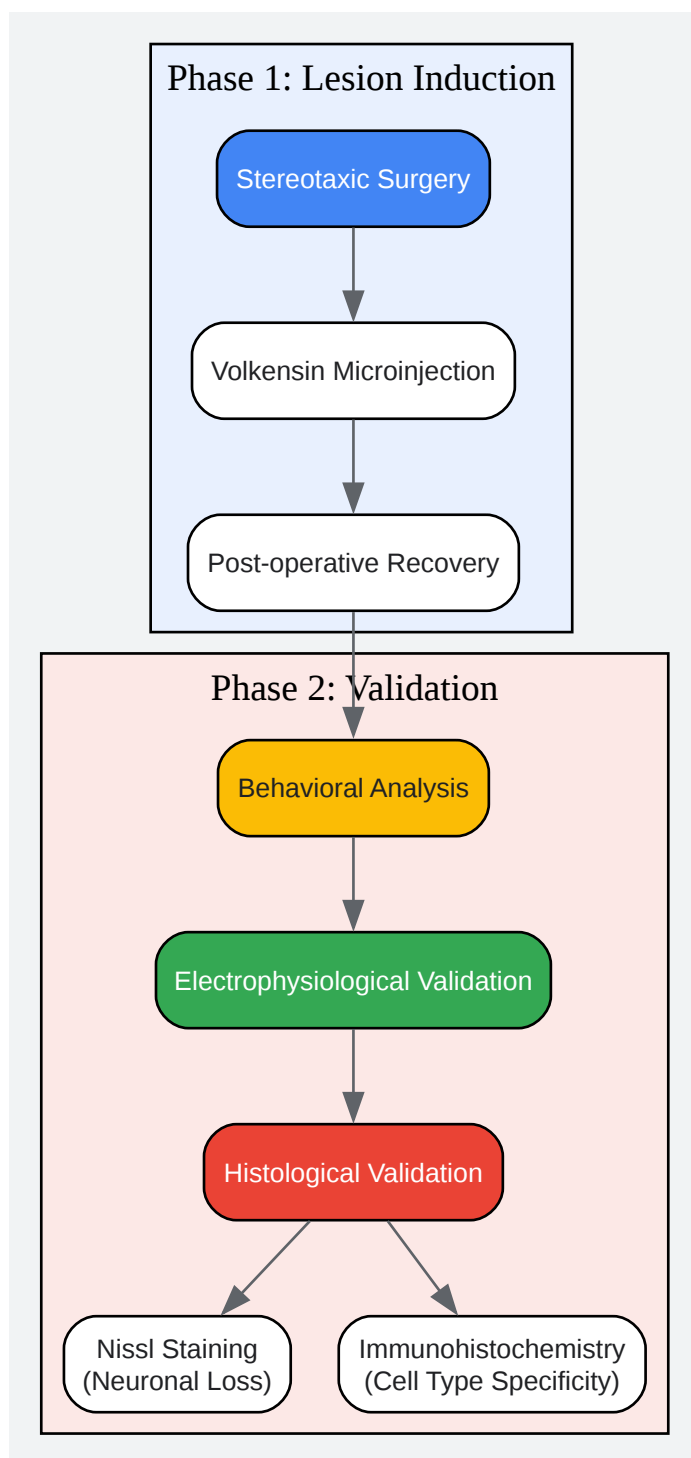 Phase 1: Lesion Induction
Stereotaxic Surgery
Volkensin Microinjection
Post-operative Recovery
Phase 2: Validation
Behavioral Analysis
Electrophysiological Validation
Histological Validation
Nissl Staining
(Neuronal Loss)
Immunohistochemistry
(Cell Type Specificity)